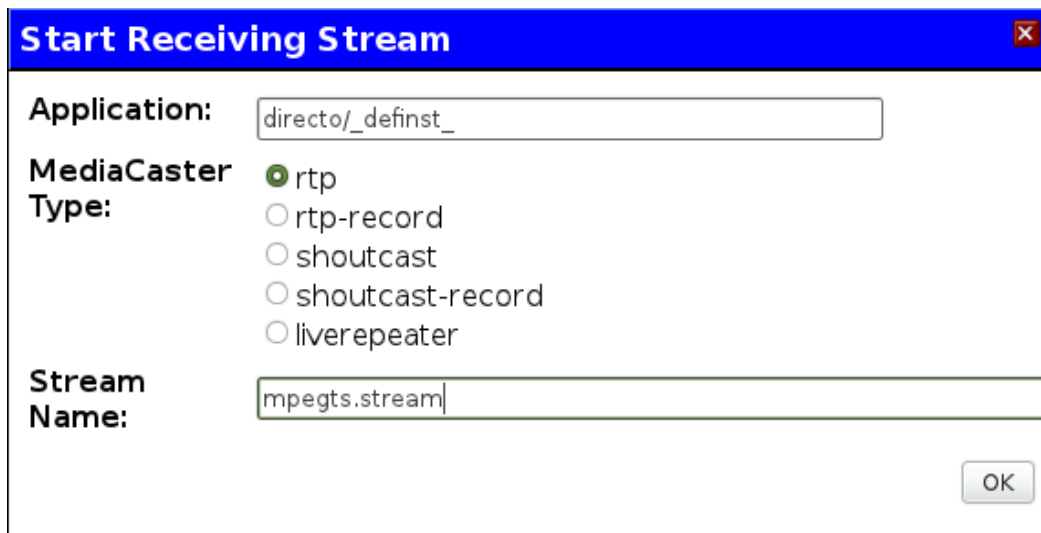 Start Receiving Stream
Application:
directo/_definst_
MediaCaster
Type:
rtp
rtp-record
shoutcast
shoutcast-record
liverepeater
Stream
Name:
mpegts.stream
OK